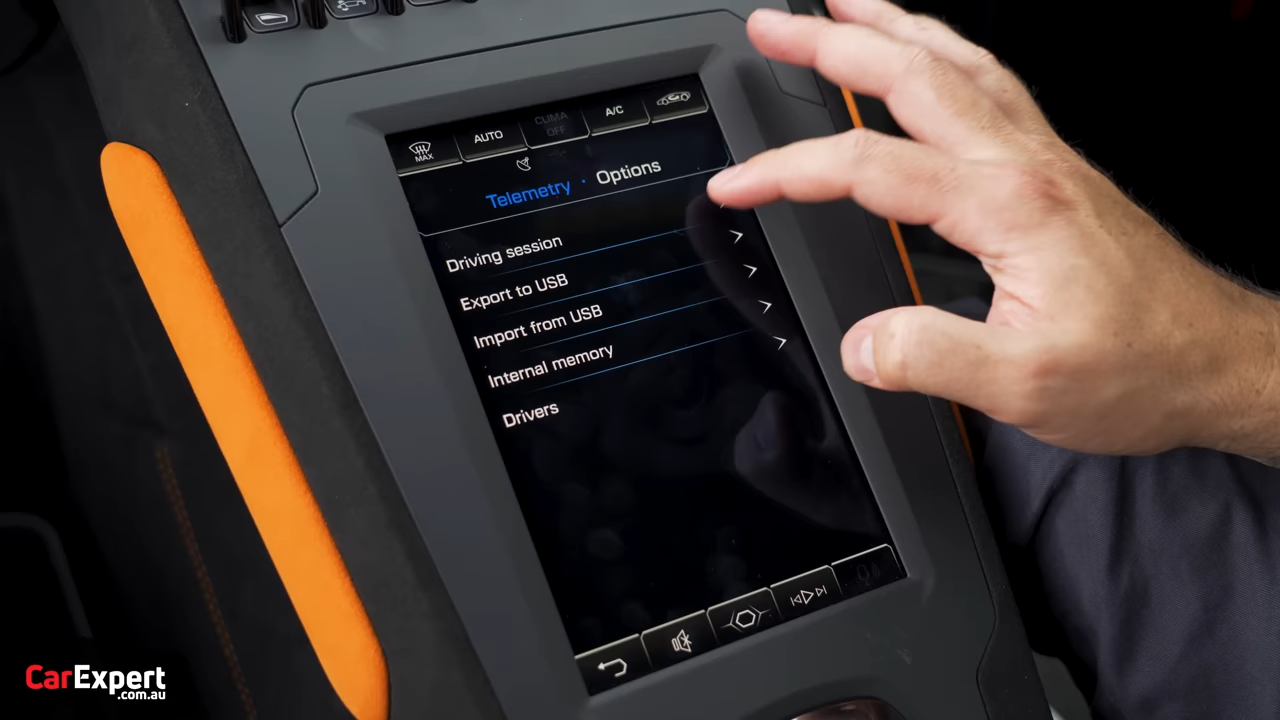 MAX
AUTO
CLIMA
OFF
A/C
Telemetry · Options
Driving session
Export to USB
Import from USB
Internal memory
Drivers
CarExpert
.com.au